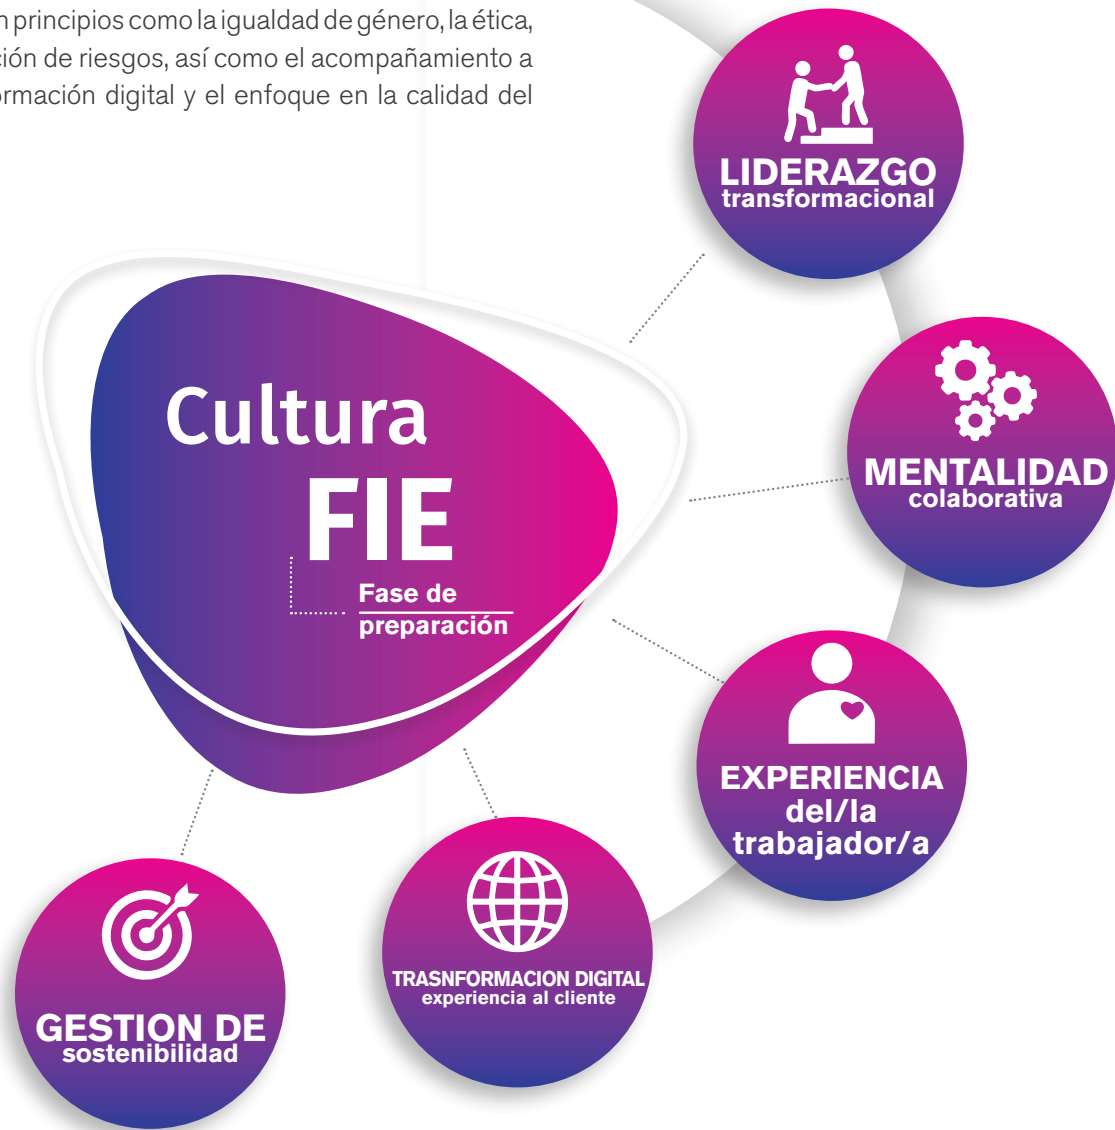 n principios como la igualdad de género, la ética,
ción de riesgos, así como el acompañamiento a
ormación digital y el enfoque en la calidad del
LIDERAZGO
transformacional
MENTALIDAD
colaborativa
Cultura
FIE
Fase de
preparación
EXPERIENCIA
del/la
trabajador/a
TRASNFORMACION DIGITAL
experiencia al cliente
GESTION DE
sostenibilidad